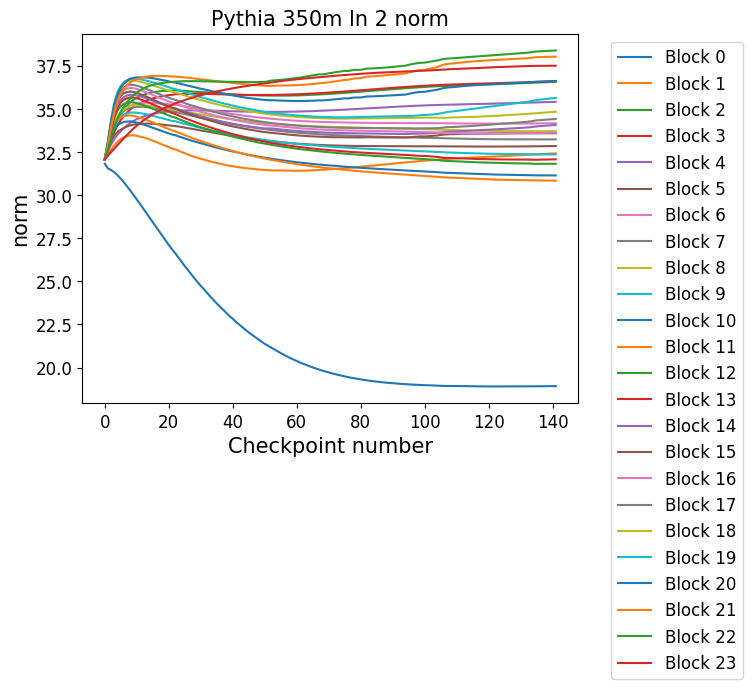 Pythia 350m ln 2 norm
norm
37.5
35.0
32.5
30.0
27.5
25.0
22.5
20.0
0 20 40 60 80 100 120 140
Checkpoint number
Block 0
Block 1
Block 2
Block 3
Block 4
Block 5
Block 6
Block 7
Block 8
Block 9
Block 10
Block 11
Block 12
Block 13
Block 14
Block 15
Block 16
Block 17
Block 18
Block 19
Block 20
Block 21
Block 22
Block 23